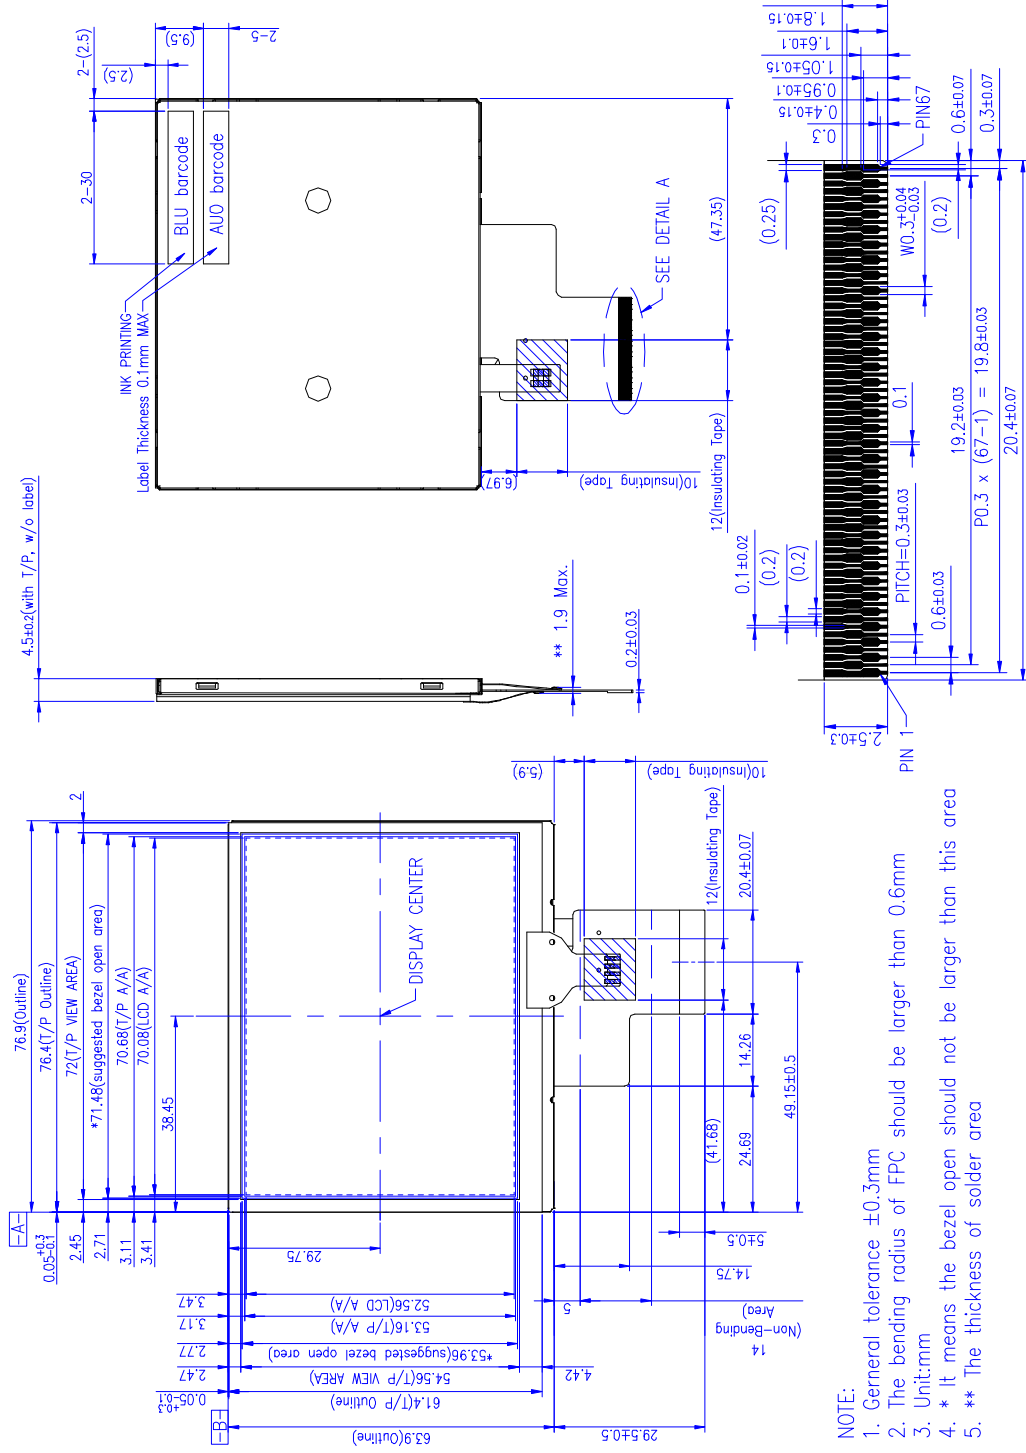 76.9(Outline)
76.4(T/P Outline)
72(T/P VIEW AREA)
*71.48(suggested bezel open area)
70.68(T/P A/A)
70.08(LCD A/A)
38.45
2
-A-
0.05+0.3-0.1
2.45
2.71
3.11
3.41
DISPLAY CENTER
29.75
3.47
52.56(LCD A/A)
3.17
53.16(T/P A/A)
2.77
*53.96(suggested bezel open area)
2.47
54.56(T/P VIEW AREA)
0.05+0.3-0.1
61.4(T/P Outline)
-B-
63.9(Outline)
4.42
29.5±0.5
5
14
(Non-Bending
Area)
14.75
5±0.5
(5.9)
10(Insulating Tape)
12(Insulating Tape)
20.4±0.07
14.26
(41.68)
24.69
49.15±0.5
4.5±0.2(with T/P, w/o label)
** 1.9 Max.
0.2±0.03
2-(2.5)
2-30
(2.5)
(9.5)
2-5
BLU barcode
AUO barcode
INK PRINTING
Label Thickness 0.1mm MAX
SEE DETAIL A
(47.35)
(6.97)
10(Insulating Tape)
12(Insulating Tape)
1.8±0.15
1.6±0.1
1.05±0.15
0.95±0.1
0.4±0.15
0.3
PIN67
0.6±0.07
0.3±0.07
(0.25)
W0.3+0.04-0.03
(0.2)
0.1
19.2±0.03
P0.3 x (67-1) = 19.8±0.03
20.4±0.07
0.1±0.02
(0.2)
(0.2)
PITCH=0.3±0.03
0.6±0.03
2.5±0.3
PIN 1
NOTE:
1. Gerneral tolerance ±0.3mm
2. The bending radius of FPC should be larger than 0.6mm
3. Unit:mm
4. * It means the bezel open should not be larger than this area
5. ** The thickness of solder area